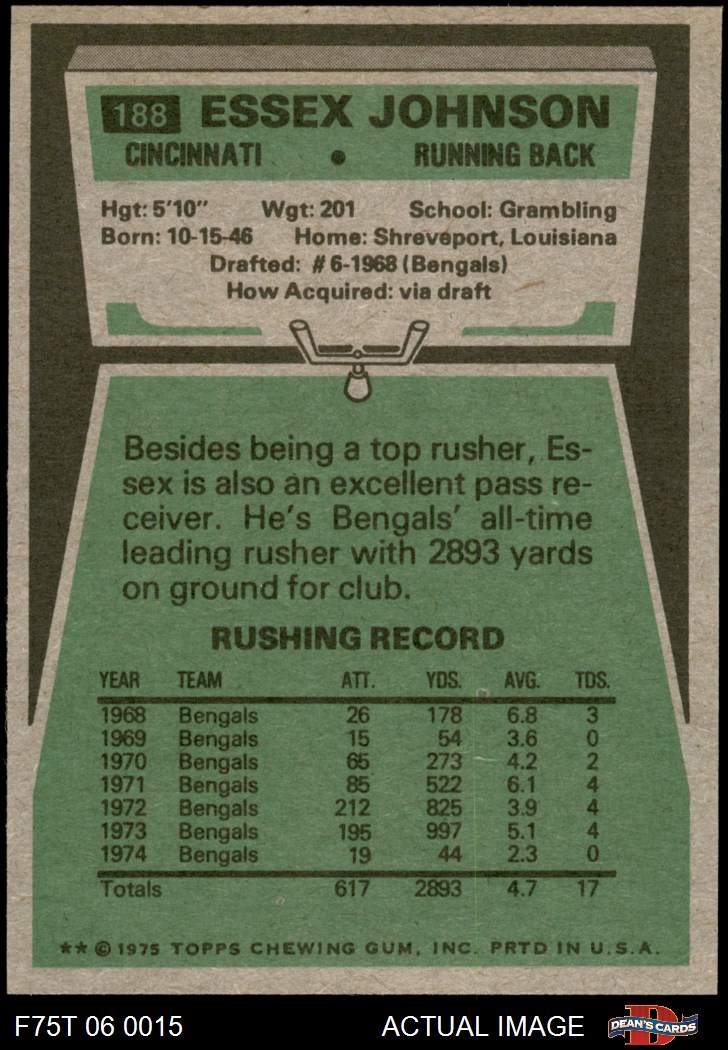 188 ESSEX JOHNSON
CINCINNATI • RUNNING BACK
Hgt: 5'10" Wgt: 201 School: Grambling
Born: 10-15-46 Home: Shreveport, Louisiana
Drafted: #6-1968 (Bengals)
How Acquired: via draft
Besides being a top rusher, Es-
sex is also an excellent pass re-
ceiver. He's Bengals' all-time
leading rusher with 2893 yards
on ground for club.
RUSHING RECORD
YEAR TEAM ATT. YDS. AVG. TDS.
1968 Bengals 26 178 6.8 3
1969 Bengals 15 54 3.6 0
1970 Bengals 65 273 4.2 2
1971 Bengals 85 522 6.1 4
1972 Bengals 212 825 3.9 4
1973 Bengals 195 997 5.1 4
1974 Bengals 19 44 2.3 0
Totals 617 2893 4.7 17
** © 1975 TOPPS CHEWING GUM, INC. PRTD IN U.S.A.
F75T 06 0015 ACTUAL IMAGE D DEAN'S CARDS